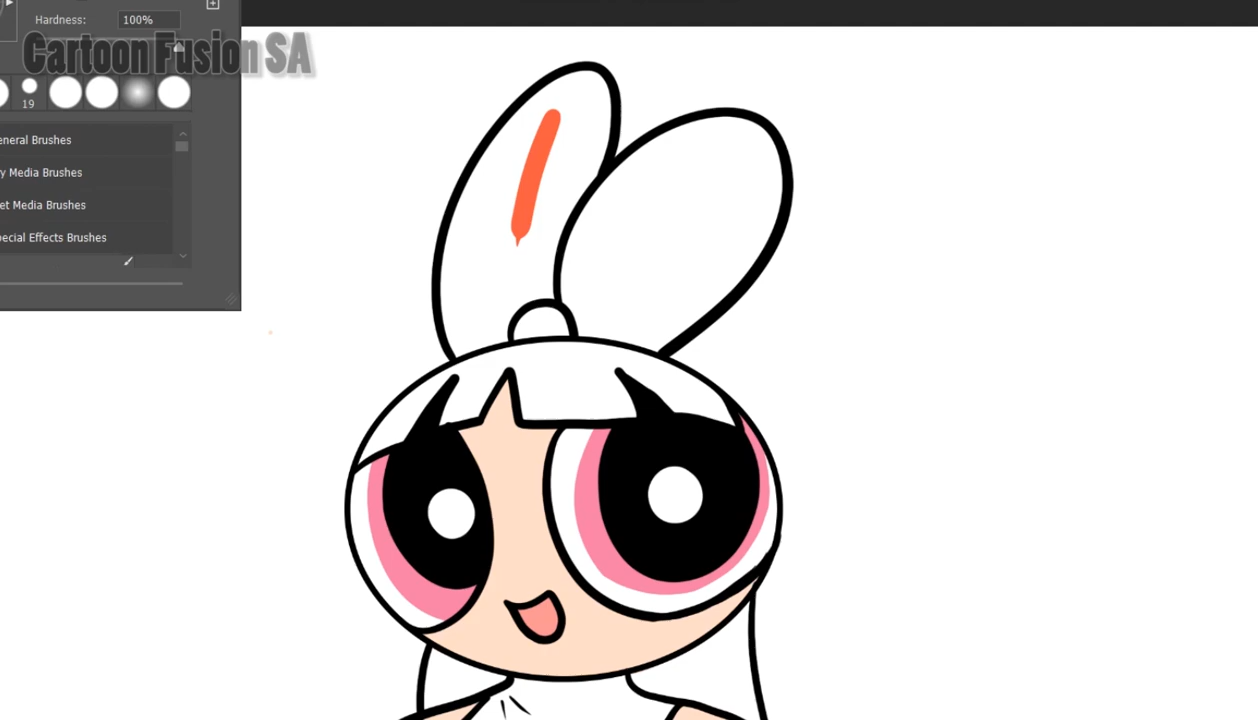 Hardness: 100%
Cartoon Fusion SA
19
eneral Brushes
y Media Brushes
et Media Brushes
pecial Effects Brushes